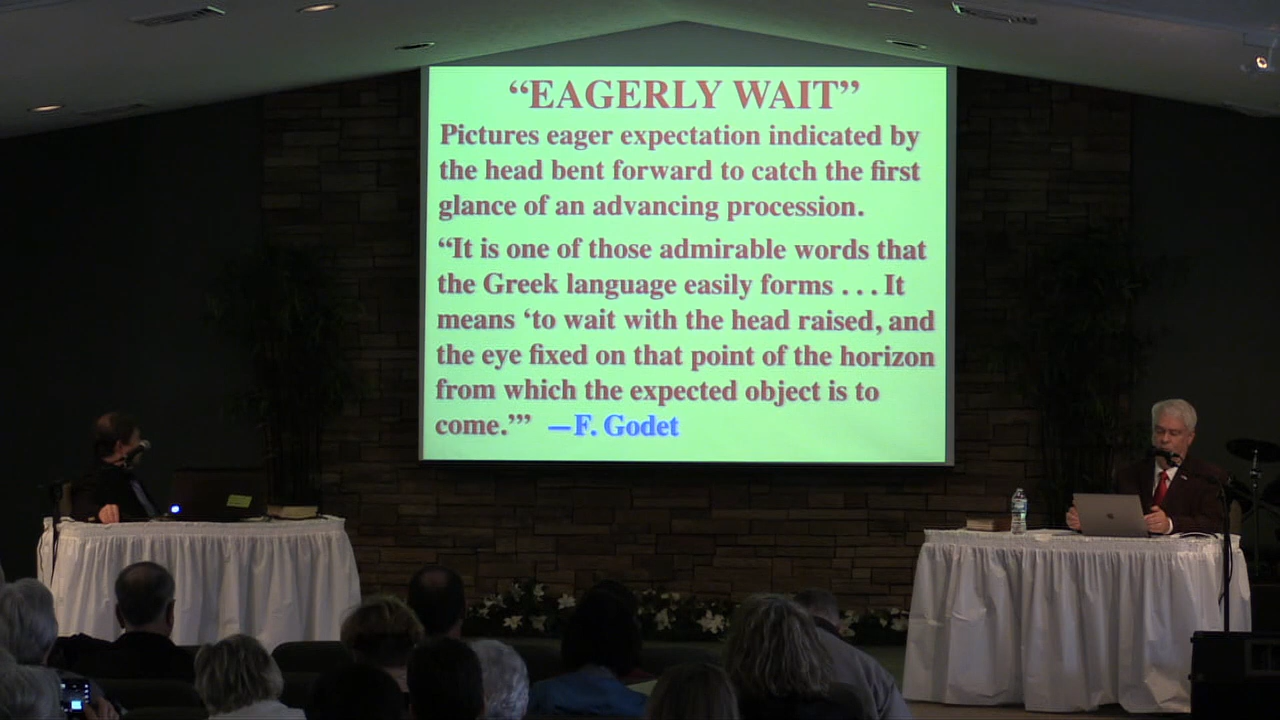 “EAGERLY WAIT”
Pictures eager expectation indicated by
the head bent forward to catch the first
glance of an advancing procession.
“It is one of those admirable words that
the Greek language easily forms . . . It
means ‘to wait with the head raised, and
the eye fixed on that point of the horizon
from which the expected object is to
come.’” —F. Godet